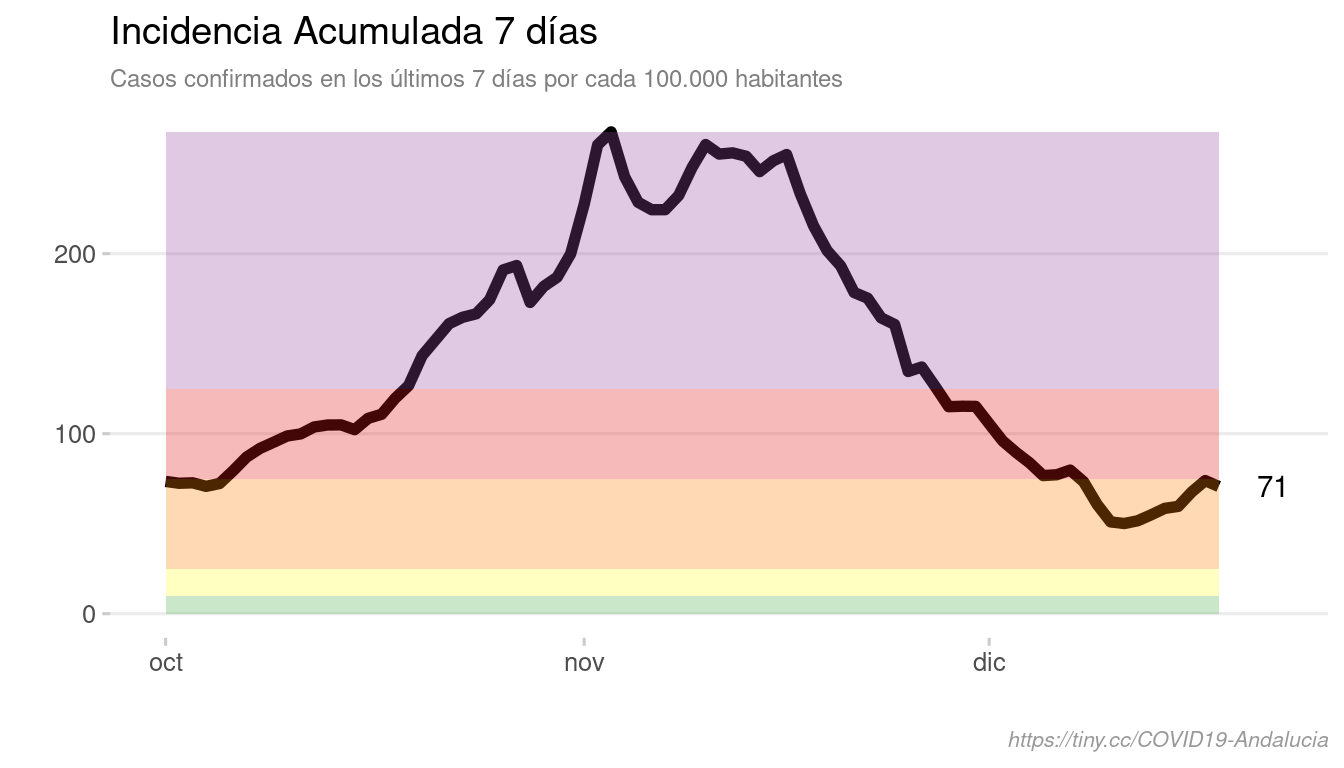 Incidencia Acumulada 7 días
Casos confirmados en los últimos 7 días por cada 100.000 habitantes
200
100
71
0
oct nov dic
https://tiny.cc/COVID19-Andalucia